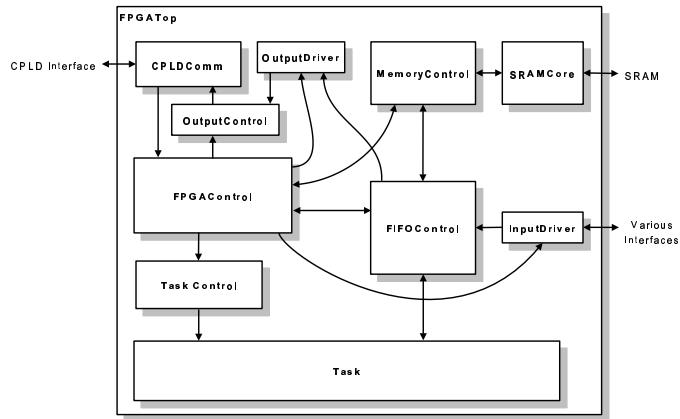 FPGATop
CPLD Interface
CPLDComm
OutputDriver
MemoryControl
SRAMCore
SRAM
OutputControl
FPGAControl
FIFOControl
InputDriver
Various
Interfaces
Task Control
Task